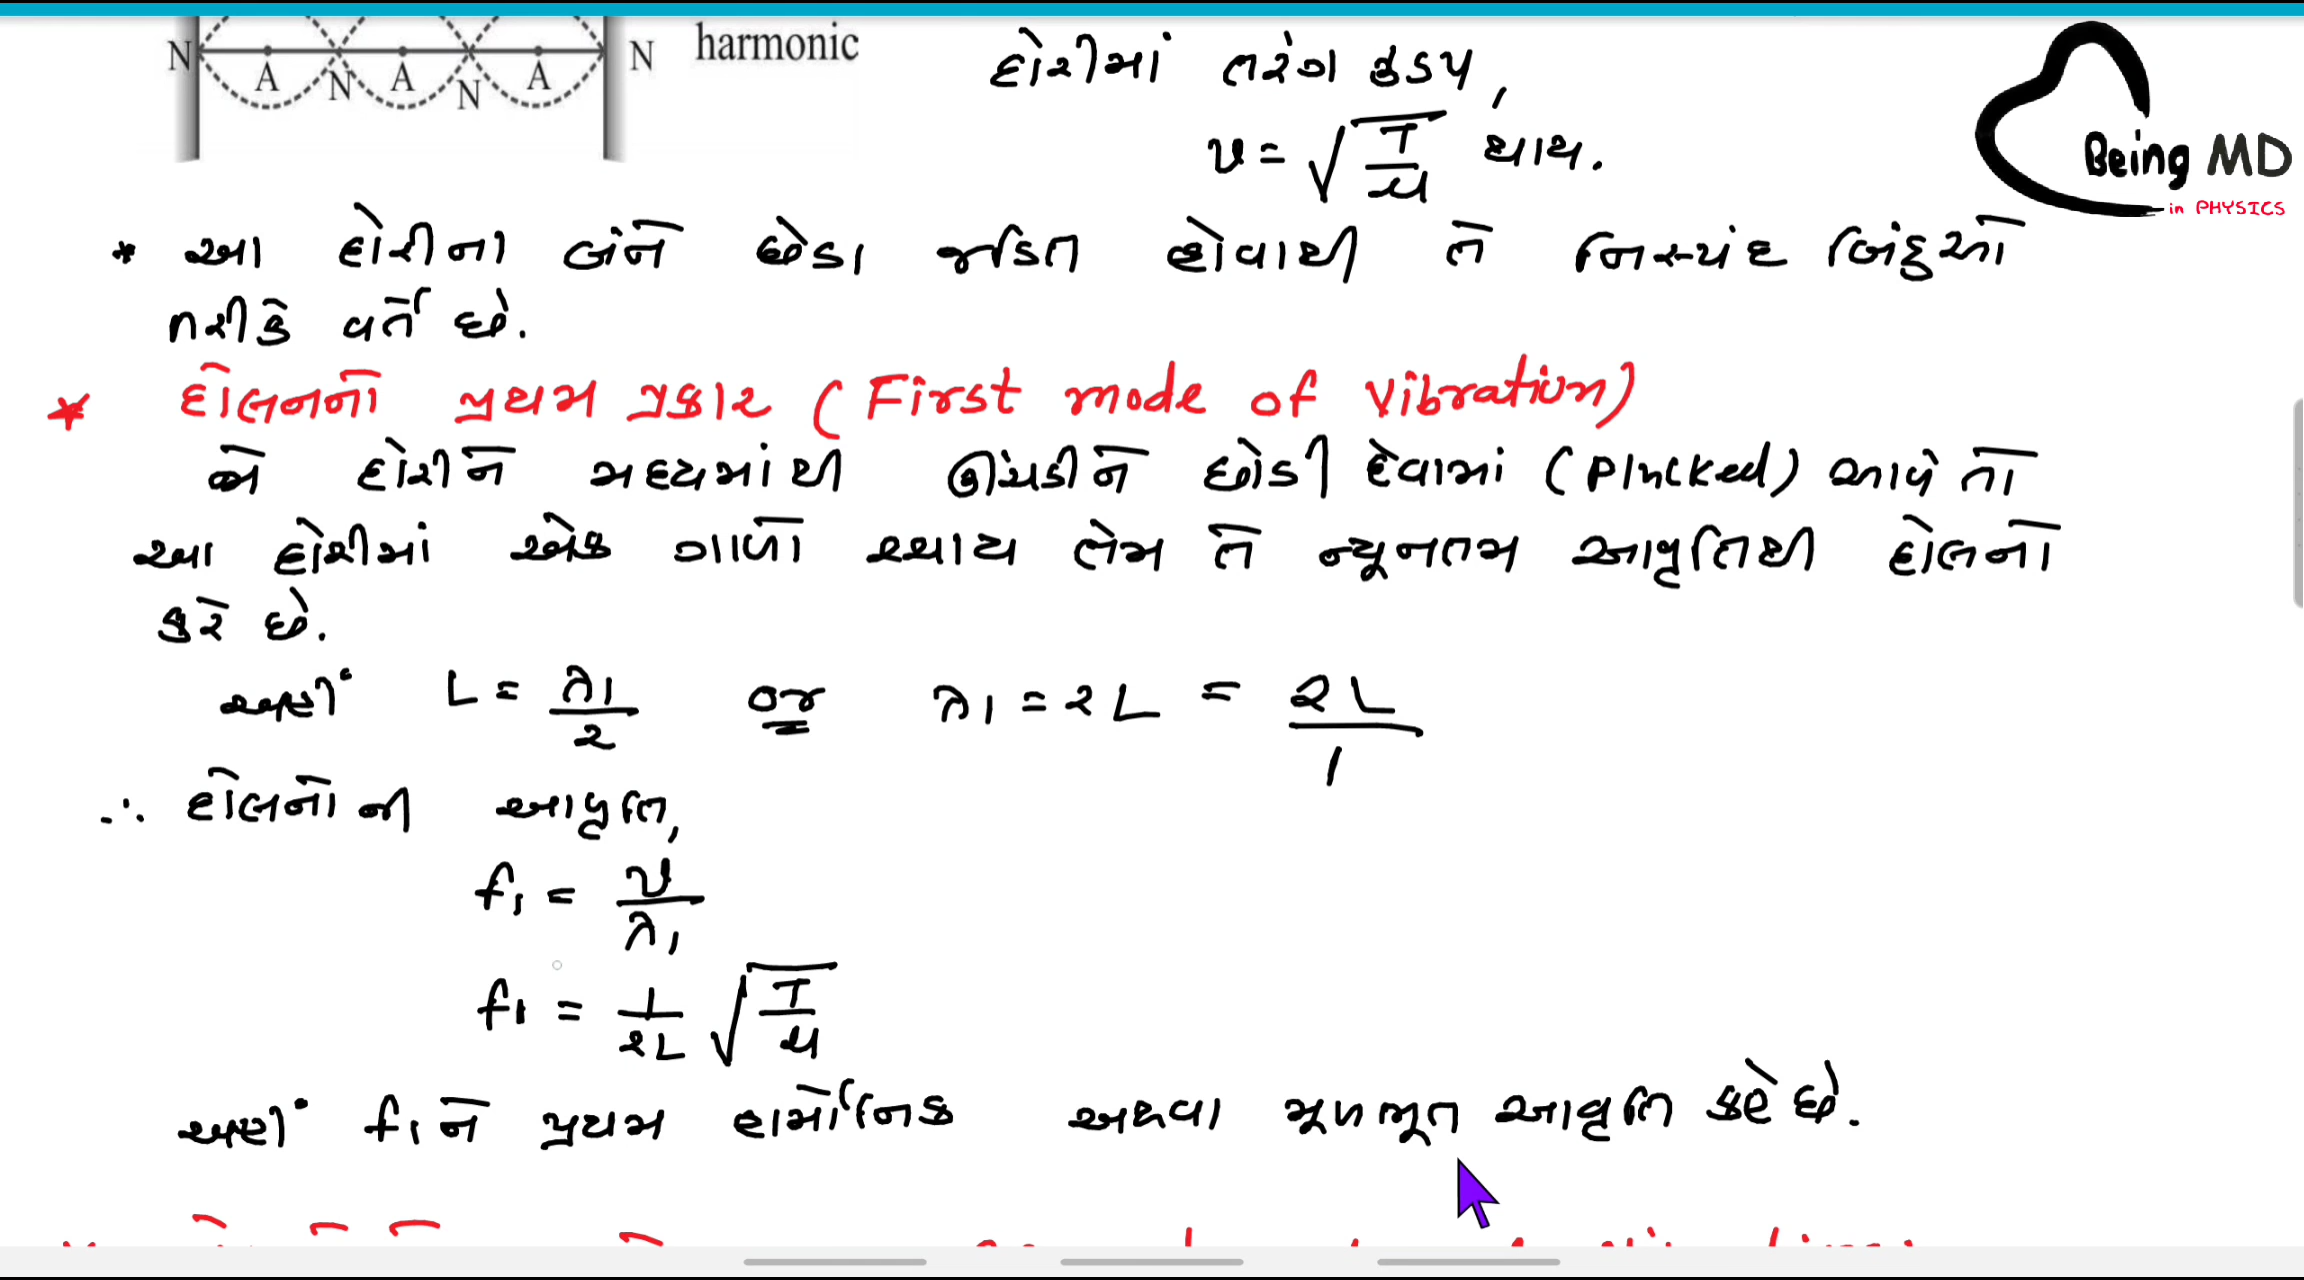 N A N A N A N harmonic
દોરીમાં તરંગ ઝડપ,
v = √(T/μ) થાય.
Being MD
in PHYSICS
* આ દોરીના બંને છેડા જડિત હોવાથી તે નિસ્પંદ બિંદુઓ
તરીકે વર્તે છે.
* દોલનનો પ્રથમ પ્રકાર (First mode of vibration)
જો દોરીને મધ્યમાંથી ઊંચકીને છોડી દેવામાં (Plucked) આવે તો
આ દોરીમાં એક ગાળો રચાય તેમ તે ન્યૂનતમ આવૃતિથી દોલનો
કરે છે.
અહીં L = λ1/2 or λ1 = 2L = 2L/1
∴ દોલનોની આવૃતિ,
f1 = v/λ1
f1 = 1/2L √(T/μ)
અહીં f1ને પ્રથમ હાર્મોનિક અથવા મૂળભૂત આવૃતિ કહે છે.